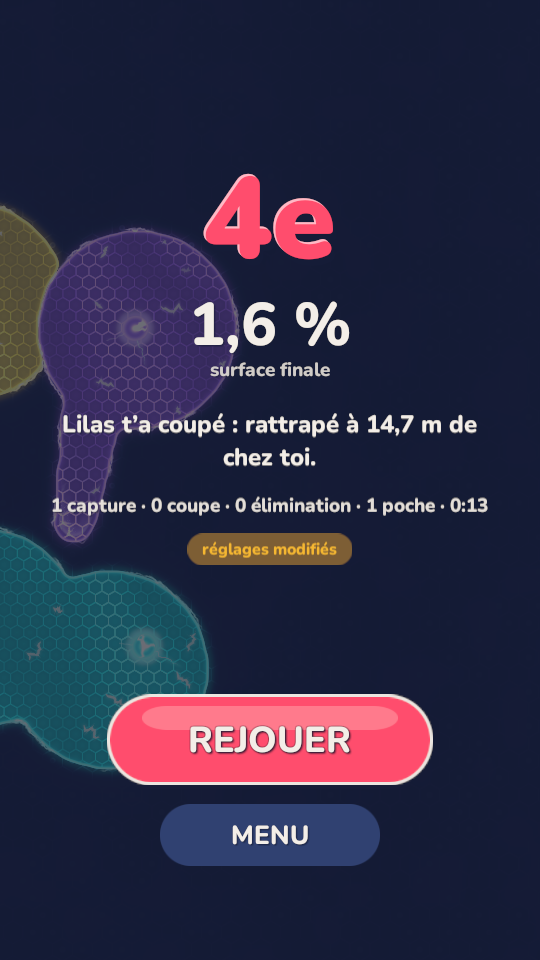 4e
1,6 %
surface finale
Lilas t’a coupé : rattrapé à 14,7 m de
chez toi.
1 capture · 0 coupe · 0 élimination · 1 poche · 0:13
réglages modifiés
REJOUER
MENU